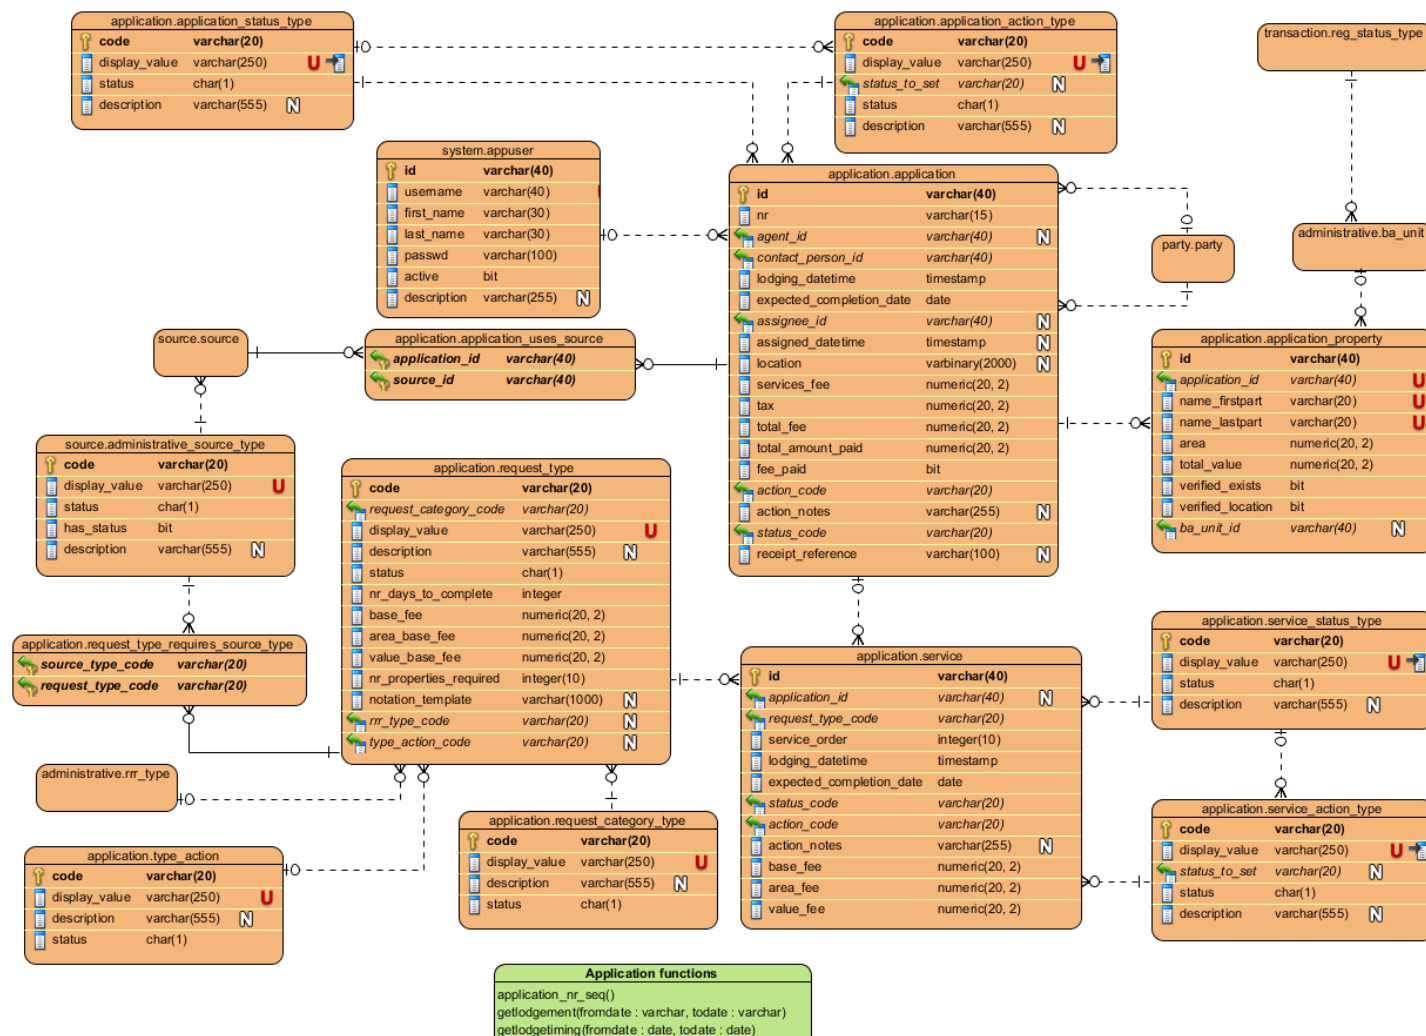 application.application_status_type
code varchar(20)
display_value varchar(250) U
status char(1)
description varchar(555) N
application.application_action_type
code varchar(20)
display_value varchar(250) U
status_to_set varchar(20) N
status char(1)
description varchar(555) N
transaction.reg_status_type
system.appuser
id varchar(40)
username varchar(40)
first_name varchar(30)
last_name varchar(30)
passwd varchar(100)
active bit
description varchar(255) N
application.application
id varchar(40)
nr varchar(15)
agent_id varchar(40) N
contact_person_id varchar(40)
lodging_datetime timestamp
expected_completion_date date
assignee_id varchar(40) N
assigned_datetime timestamp N
location varbinary(2000) N
services_fee numeric(20, 2)
tax numeric(20, 2)
total_fee numeric(20, 2)
total_amount_paid numeric(20, 2)
fee_paid bit
action_code varchar(20)
action_notes varchar(255) N
status_code varchar(20)
receipt_reference varchar(100) N
party.party
administrative.ba_unit
source.source
application.application_uses_source
application_id varchar(40)
source_id varchar(40)
application.application_property
id varchar(40)
application_id varchar(40) U
name_firstpart varchar(20) U
name_lastpart varchar(20) U
area numeric(20, 2)
total_value numeric(20, 2)
verified_exists bit
verified_location bit
ba_unit_id varchar(40) N
source.administrative_source_type
code varchar(20)
display_value varchar(250) U
status char(1)
has_status bit
description varchar(555) N
application.request_type
code varchar(20)
request_category_code varchar(20)
display_value varchar(250) U
description varchar(555) N
status char(1)
nr_days_to_complete integer
base_fee numeric(20, 2)
area_base_fee numeric(20, 2)
value_base_fee numeric(20, 2)
nr_properties_required integer(10)
notation_template varchar(1000) N
rrr_type_code varchar(20) N
type_action_code varchar(20) N
application.request_type_requires_source_type
source_type_code varchar(20)
request_type_code varchar(20)
application.service
id varchar(40)
application_id varchar(40) N
request_type_code varchar(20)
service_order integer(10)
lodging_datetime timestamp
expected_completion_date date
status_code varchar(20)
action_code varchar(20)
action_notes varchar(255) N
base_fee numeric(20, 2)
area_fee numeric(20, 2)
value_fee numeric(20, 2)
application.service_status_type
code varchar(20)
display_value varchar(250) U
status char(1)
description varchar(555) N
administrative.rrr_type
application.request_category_type
code varchar(20)
display_value varchar(250) U
description varchar(555) N
status char(1)
application.service_action_type
code varchar(20)
display_value varchar(250) U
status_to_set varchar(20) N
status char(1)
description varchar(555) N
application.type_action
code varchar(20)
display_value varchar(250) U
description varchar(555) N
status char(1)
Application functions
application_nr_seq()
getlodgement(fromdate : varchar, todate : varchar)
getlodgetiming(fromdate : date, todate : date)